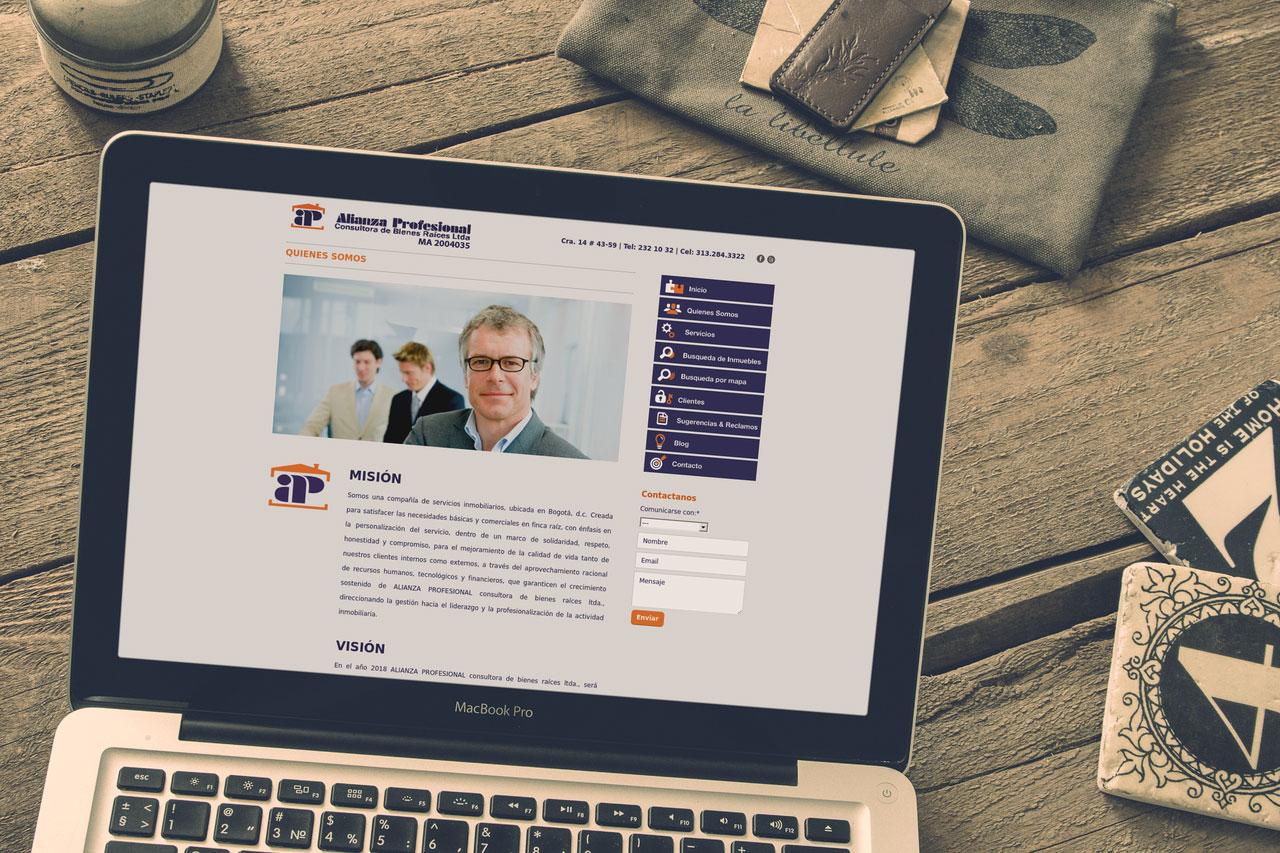 la libellule
HOME IS THE HEART
OF THE HOLIDAYS
aP
Alianza Profesional
Consultora de Bienes Raíces Ltda
MA 2004035
Cra. 14 # 43-59 | Tel: 232 10 32 | Cel: 313.284.3322
QUIENES SOMOS
Inicio
Quienes Somos
Servicios
Busqueda de Inmuebles
Busqueda por mapa
Clientes
Sugerencias & Reclamos
Blog
Contacto
aP
MISIÓN
Somos una compañía de servicios inmobiliarios, ubicada en Bogotá, d.c. Creada
para satisfacer las necesidades básicas y comerciales en finca raíz, con énfasis en
la personalización del servicio, dentro de un marco de solidaridad, respeto,
honestidad y compromiso, para el mejoramiento de la calidad de vida tanto de
nuestros clientes internos como externos, a través del aprovechamiento racional
de recursos humanos, tecnológicos y financieros, que garanticen el crecimiento
sostenido de ALIANZA PROFESIONAL consultora de bienes raíces ltda.,
direccionando la gestión hacia el liderazgo y la profesionalización de la actividad
inmobiliaria.
VISIÓN
En el año 2018 ALIANZA PROFESIONAL consultora de bienes raíces ltda., será
Contactanos
Comunicarse con:*
---
Nombre
Email
Mensaje
Enviar
MacBook Pro
esc F1 F2 F3 F4 F5 F6 F7 F8 F9 F10 F11 F12
± § < > ! 1 @ 2 " № 3 $ 4 % % 5 : ^ 6 , & 7 * 8 ( ) _ +
A